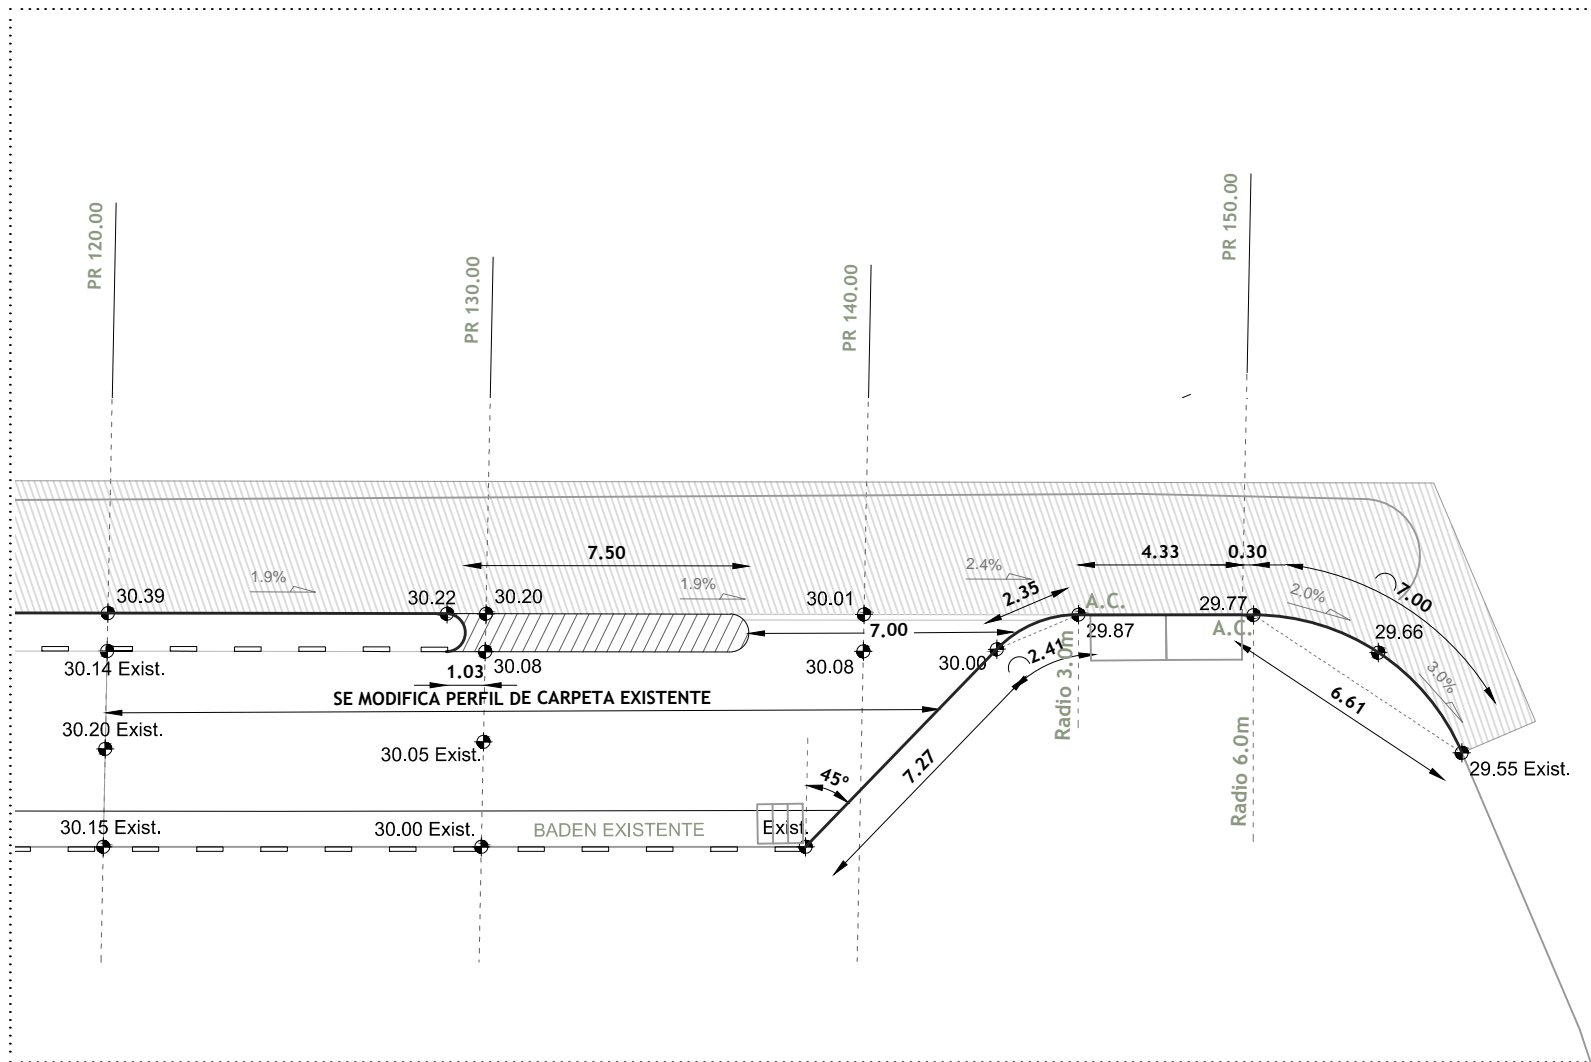 PR 120.00
PR 130.00
PR 140.00
PR 150.00
7.50
4.33
0.30
1.9%
1.9%
2.4%
2.0%
7.00
2.35
30.39
30.22
30.20
30.01
A.C.
29.77
A.C.
29.87
29.66
7.00
2.41
Radio 3.0m
30.14 Exist.
30.08
30.08
30.00
3.0%
1.03
SE MODIFICA PERFIL DE CARPETA EXISTENTE
6.61
30.20 Exist.
30.05 Exist.
7.27
45°
29.55 Exist.
Radio 6.0m
30.15 Exist.
30.00 Exist.
BADEN EXISTENTE
Exist.